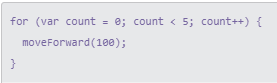 for (var count = 0; count < 5; count++) {
  moveForward(100);
}